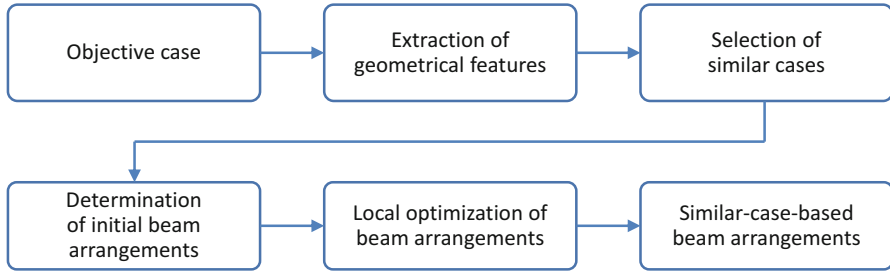 Objective case
Extraction of
geometrical features
Selection of
similar cases
Determination
of initial beam
arrangements
Local optimization of
beam arrangements
Similar-case-based
beam arrangements